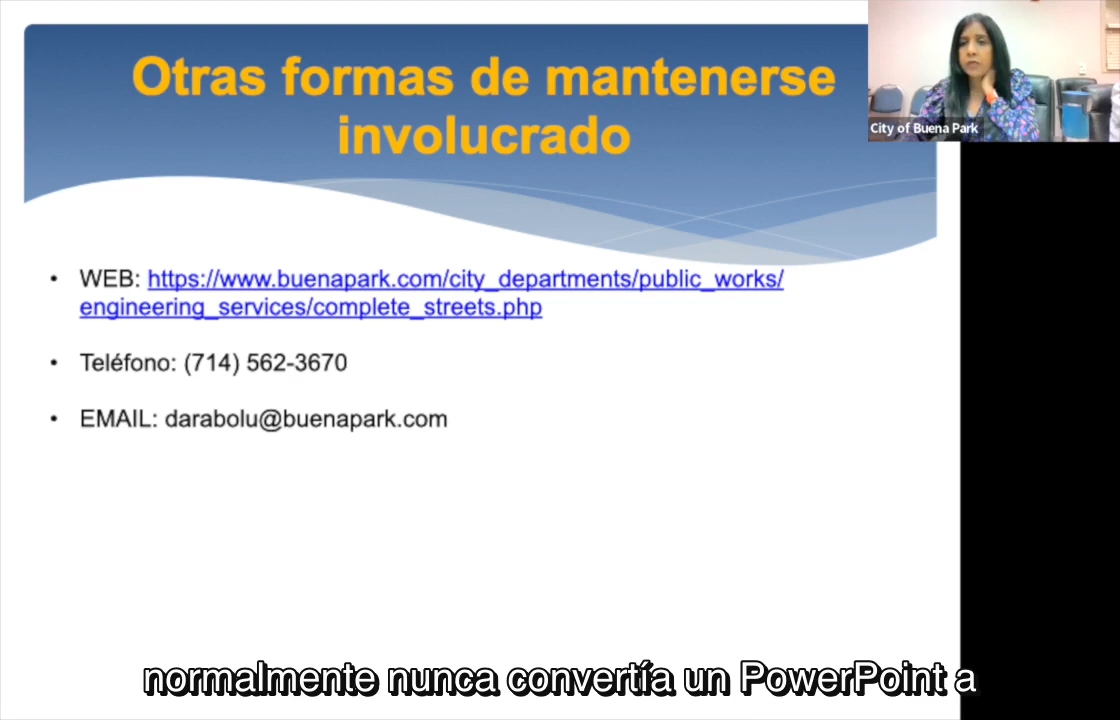 Otras formas de mantenerse
involucrado
City of Buena Park
• WEB: https://www.buenapark.com/city_departments/public_works/
engineering_services/complete_streets.php
• Teléfono: (714) 562-3670
• EMAIL: darabolu@buenapark.com
normalmente nunca convertía un PowerPoint a